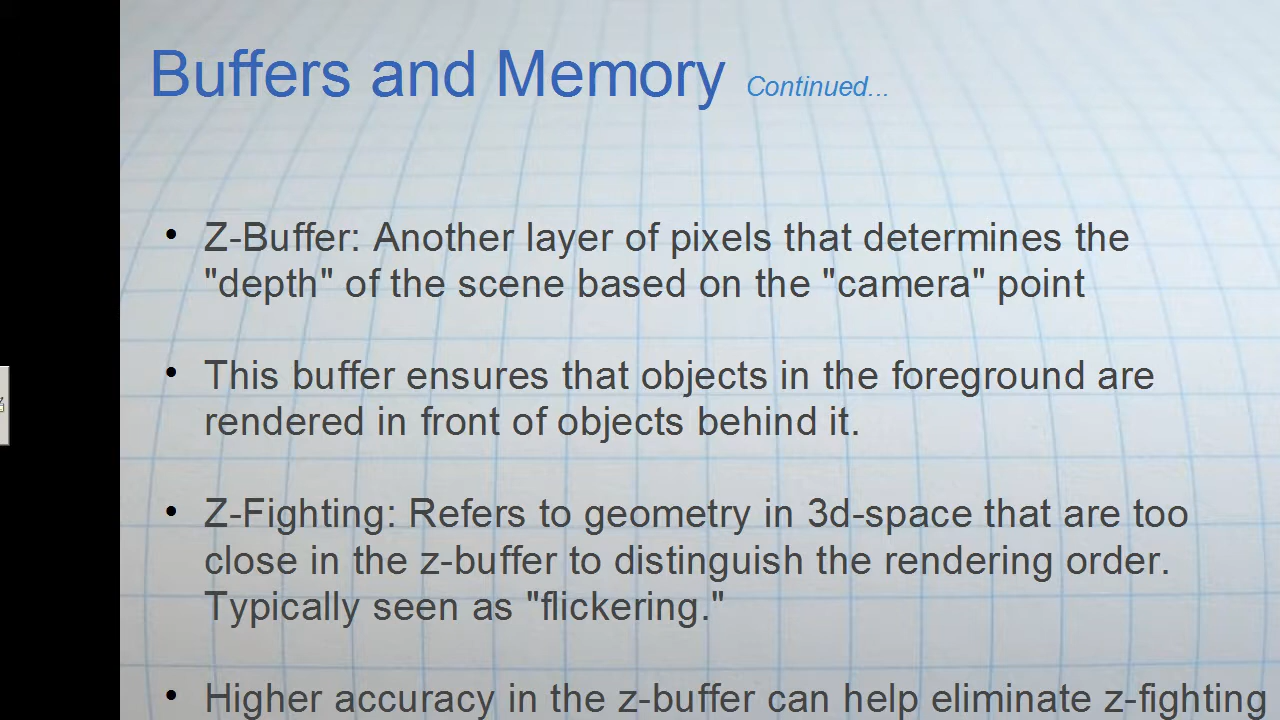 Buffers and Memory Continued...
• Z-Buffer: Another layer of pixels that determines the
"depth" of the scene based on the "camera" point
• This buffer ensures that objects in the foreground are
rendered in front of objects behind it.
• Z-Fighting: Refers to geometry in 3d-space that are too
close in the z-buffer to distinguish the rendering order.
Typically seen as "flickering."
• Higher accuracy in the z-buffer can help eliminate z-fighting